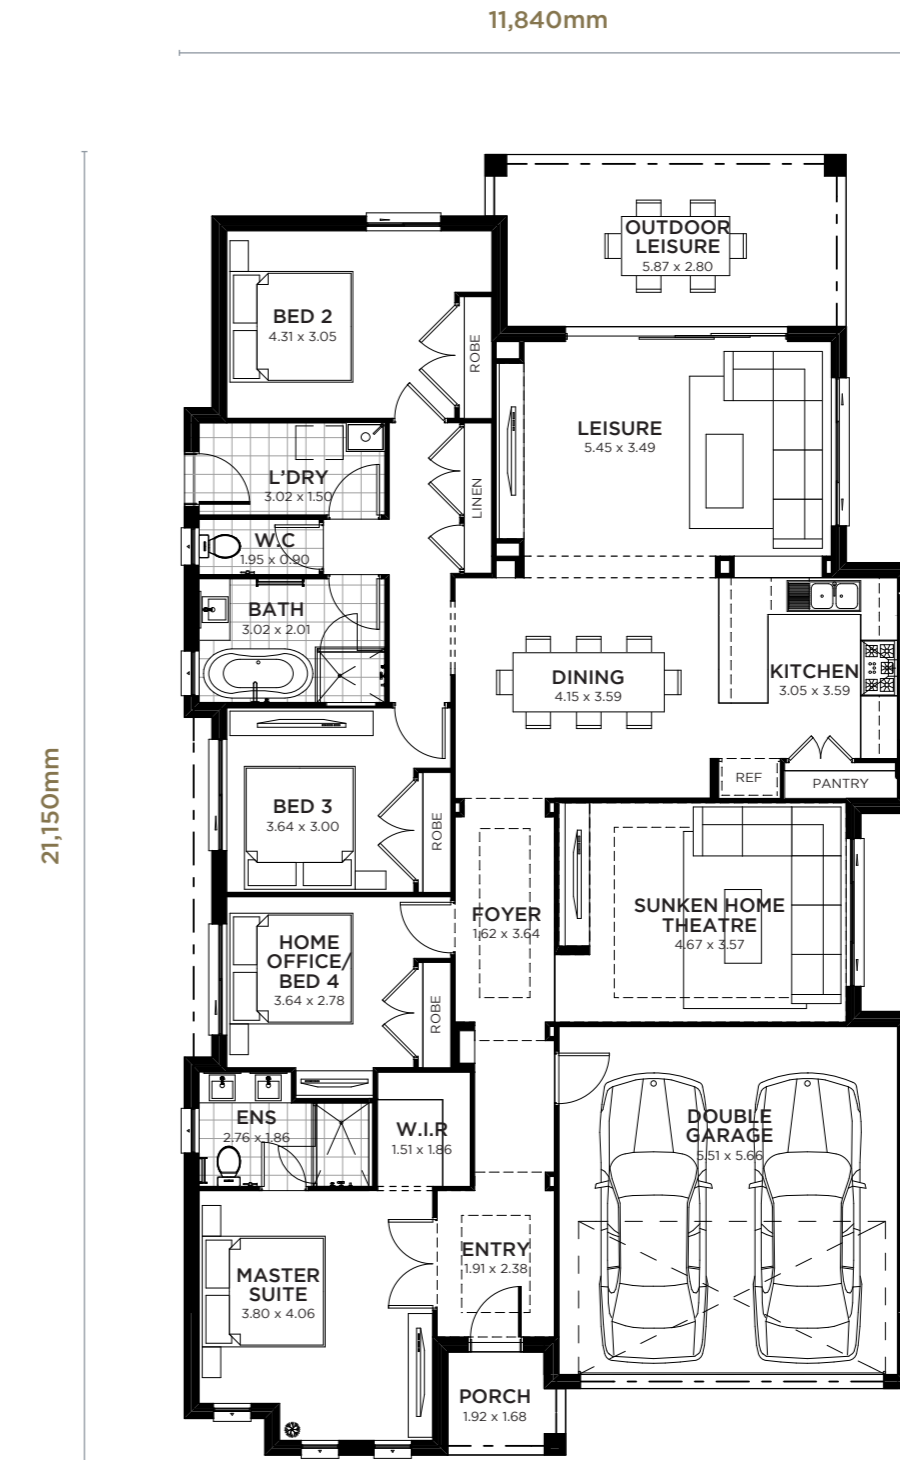 11,840mm
21,150mm
OUTDOOR
LEISURE
5.87 x 2.80
BED 2
4.31 x 3.05
ROBE
LEISURE
5.45 x 3.49
L'DRY
3.02 x 1.50
LINEN
W.C
1.95 x 0.90
BATH
3.02 x 2.01
DINING
4.15 x 3.59
KITCHEN
3.05 x 3.59
REF
PANTRY
BED 3
3.64 x 3.00
ROBE
FOYER
1.62 x 3.64
SUNKEN HOME
THEATRE
4.67 x 3.57
HOME
OFFICE/
BED 4
3.64 x 2.78
ROBE
ENS
2.76 x 1.86
W.I.R
1.51 x 1.86
DOUBLE
GARAGE
5.51 x 5.66
ENTRY
1.91 x 2.38
MASTER
SUITE
3.80 x 4.06
PORCH
1.92 x 1.68